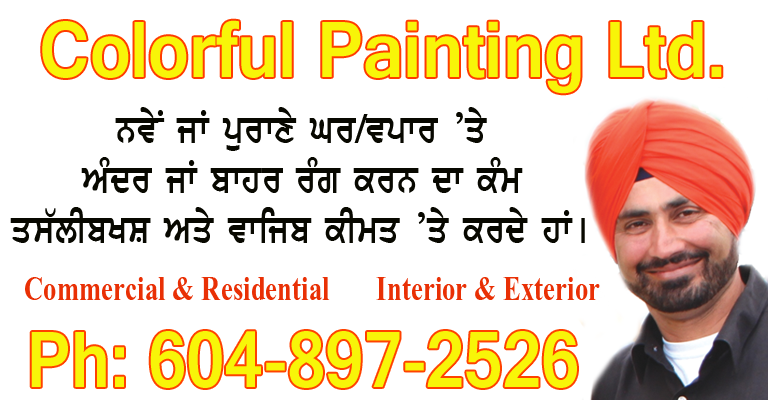 Colorful Painting Ltd.
ਨਵੇਂ ਜਾਂ ਪੁਰਾਣੇ ਘਰ/ਵਪਾਰ ’ਤੇ
ਅੰਦਰ ਜਾਂ ਬਾਹਰ ਰੰਗ ਕਰਨ ਦਾ ਕੰਮ
ਤਸੱਲੀਬਖਸ਼ ਅਤੇ ਵਾਜਿਬ ਕੀਮਤ ’ਤੇ ਕਰਦੇ ਹਾਂ।
Commercial & Residential Interior & Exterior
Ph: 604-897-2526